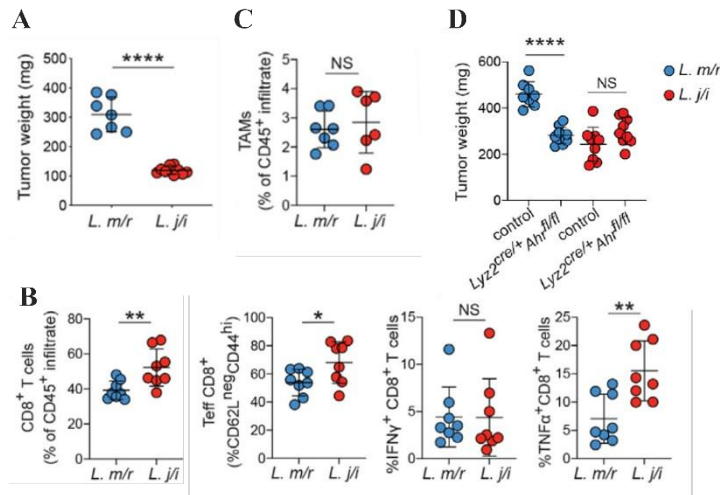 A
Tumor weight (mg)
500
400
300
200
100
0
****
L. m/r
L. j/i
C
TAMs
(% of CD45+ infiltrate)
5
4
3
2
1
0
NS
L. m/r
L. j/i
D
Tumor weight (mg)
600
400
200
0
****
NS
control
Lyz2cre/+ Ahrfl/fl
control
Lyz2cre/+ Ahrfl/fl
L. m/r
L. j/i
B
CD8+ T cells
(% of CD45+ infiltrate)
80
60
40
20
0
**
L. m/r
L. j/i
Teff CD8+
(%CD62LnegCD44hi)
100
80
60
40
20
0
*
L. m/r
L. j/i
%IFNγ+ CD8+ T cells
15
10
5
0
NS
L. m/r
L. j/i
%TNFα+CD8+ T cells
25
20
15
10
5
0
**
L. m/r
L. j/i